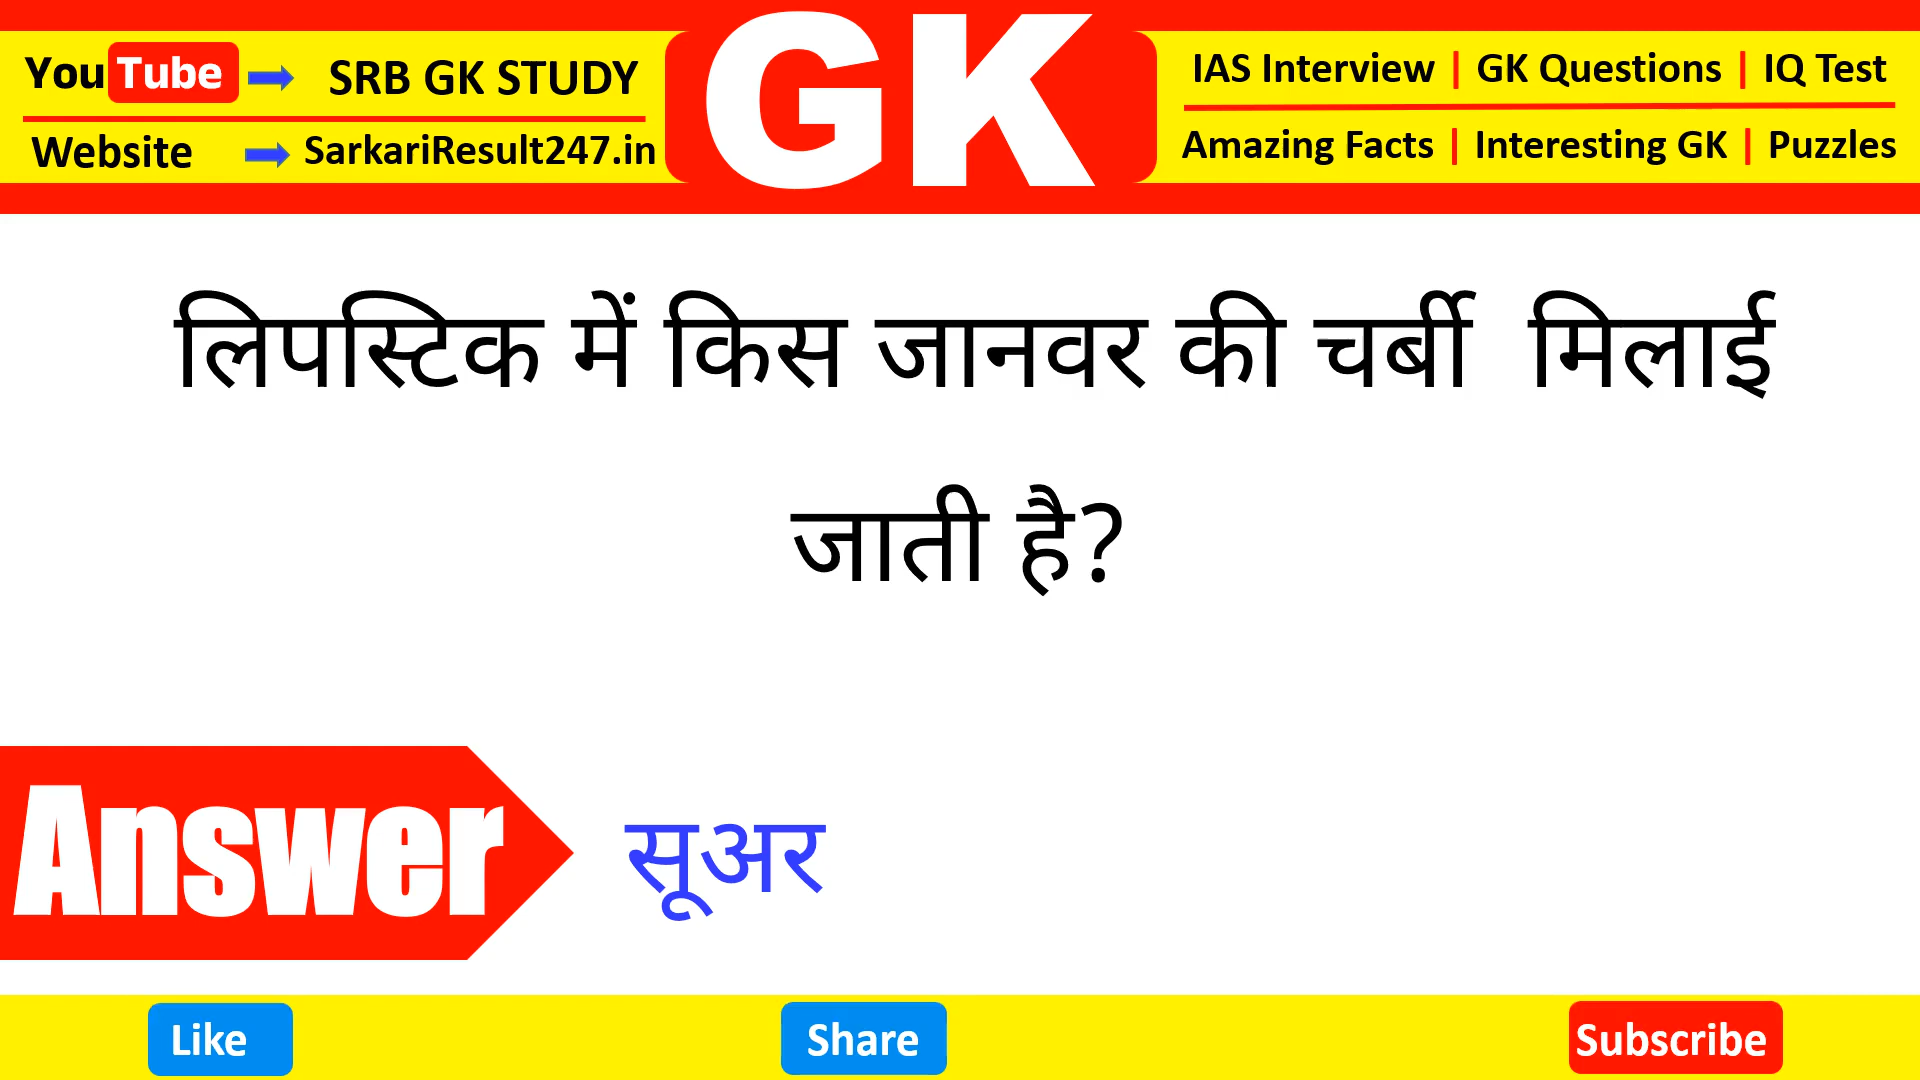 YouTube SRB GK STUDY
Website SarkariResult247.in
GK
IAS Interview | GK Questions | IQ Test
Amazing Facts | Interesting GK | Puzzles
लिपस्टिक में किस जानवर की चर्बी मिलाई
जाती है?
Answer सूअर
Like Share Subscribe